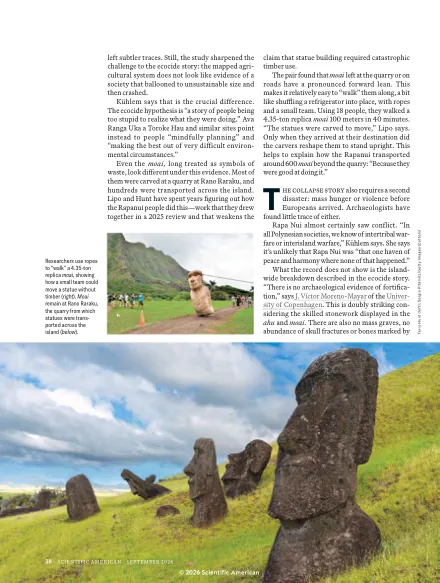 left subtler traces. Still, the study sharpened the
challenge to the ecocide story: the mapped agri-
cultural system does not look like evidence of a
society that ballooned to unsustainable size and
then crashed.
Kühlem says that is the crucial difference.
The ecocide hypothesis is “a story of people being
too stupid to realize what they were doing.” Ava
Ranga Uka a Toroke Hau and similar sites point
instead to people “mindfully planning” and
“making the best out of very difficult environ-
mental circumstances.”
Even the moai, long treated as symbols of
waste, look different under this evidence. Most of
them were carved at a quarry at Rano Raraku, and
hundreds were transported across the island.
Lipo and Hunt have spent years figuring out how
the Rapanui people did this—work that they drew
together in a 2025 review and that weakens the
claim that statue building required catastrophic
timber use.
The pair found that moai left at the quarry or on
roads have a pronounced forward lean. This
makes it relatively easy to “walk” them along, a bit
like shuffling a refrigerator into place, with ropes
and a small team. Using 18 people, they walked a
4.35-ton replica moai 100 meters in 40 minutes.
“The statues were carved to move,” Lipo says.
Only when they arrived at their destination did
the carvers reshape them to stand upright. This
helps to explain how the Rapanui transported
around 600 moai beyond the quarry: “Because they
were good at doing it.”
THE COLLAPSE STORY also requires a second
disaster: mass hunger or violence before
Europeans arrived. Archaeologists have
found little trace of either.
Rapa Nui almost certainly saw conflict. “In
all Polynesian societies, we know of intertribal war-
fare or interisland warfare,” Kühlem says. She says
it’s unlikely that Rapa Nui was “that one haven of
peace and harmony where none of that happened.”
What the record does not show is the island-
wide breakdown described in the ecocide story.
“There is no archaeological evidence of fortifica-
tion,” says J. Víctor Moreno-Mayar of the Univer-
sity of Copenhagen. This is doubly striking con-
sidering the skilled stonework displayed in the
ahu and moai. There are also no mass graves, no
abundance of skull fractures or bones marked by
Researchers use ropes
to “walk” a 4.35-ton
replica moai, showing
how a small team could
move a statue without
timber (right). Moai
remain at Rano Raraku,
the quarry from which
statues were trans-
ported across the
island (below).
38 SCIENTIFIC AMERICAN SEPTEMBER 2026
© 2026 Scientific American